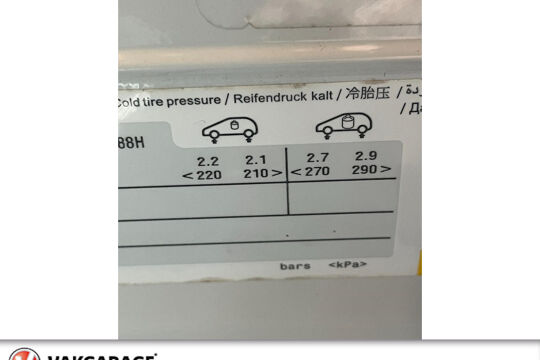 Cold tire pressure / Reifendruck kalt / 冷胎压 /
/ Да
88H
2.2 2.1 2.7 2.9
<220 210> <270 290>
bars <kPa>
VAKGARAGE